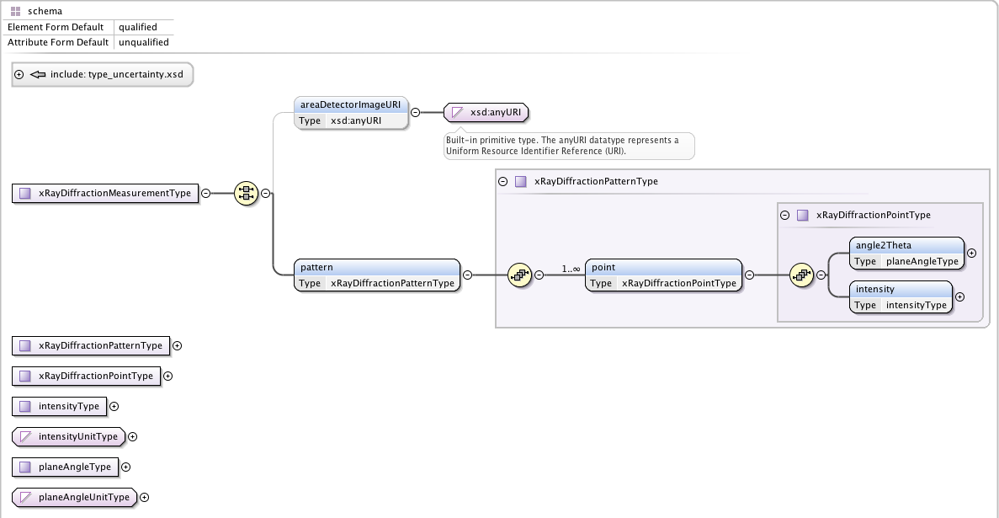 schema
Element Form Default qualified
Attribute Form Default unqualified
include: type_uncertainty.xsd
areaDetectorImageURI
Type xsd:anyURI
xsd:anyURI
Built-in primitive type. The anyURI datatype represents a
Uniform Resource Identifier Reference (URI).
xRayDiffractionMeasurementType
xRayDiffractionPatternType
xRayDiffractionPointType
angle2Theta
Type planeAngleType
pattern
Type xRayDiffractionPatternType
1..∞
point
Type xRayDiffractionPointType
intensity
Type intensityType
xRayDiffractionPatternType
xRayDiffractionPointType
intensityType
intensityUnitType
planeAngleType
planeAngleUnitType